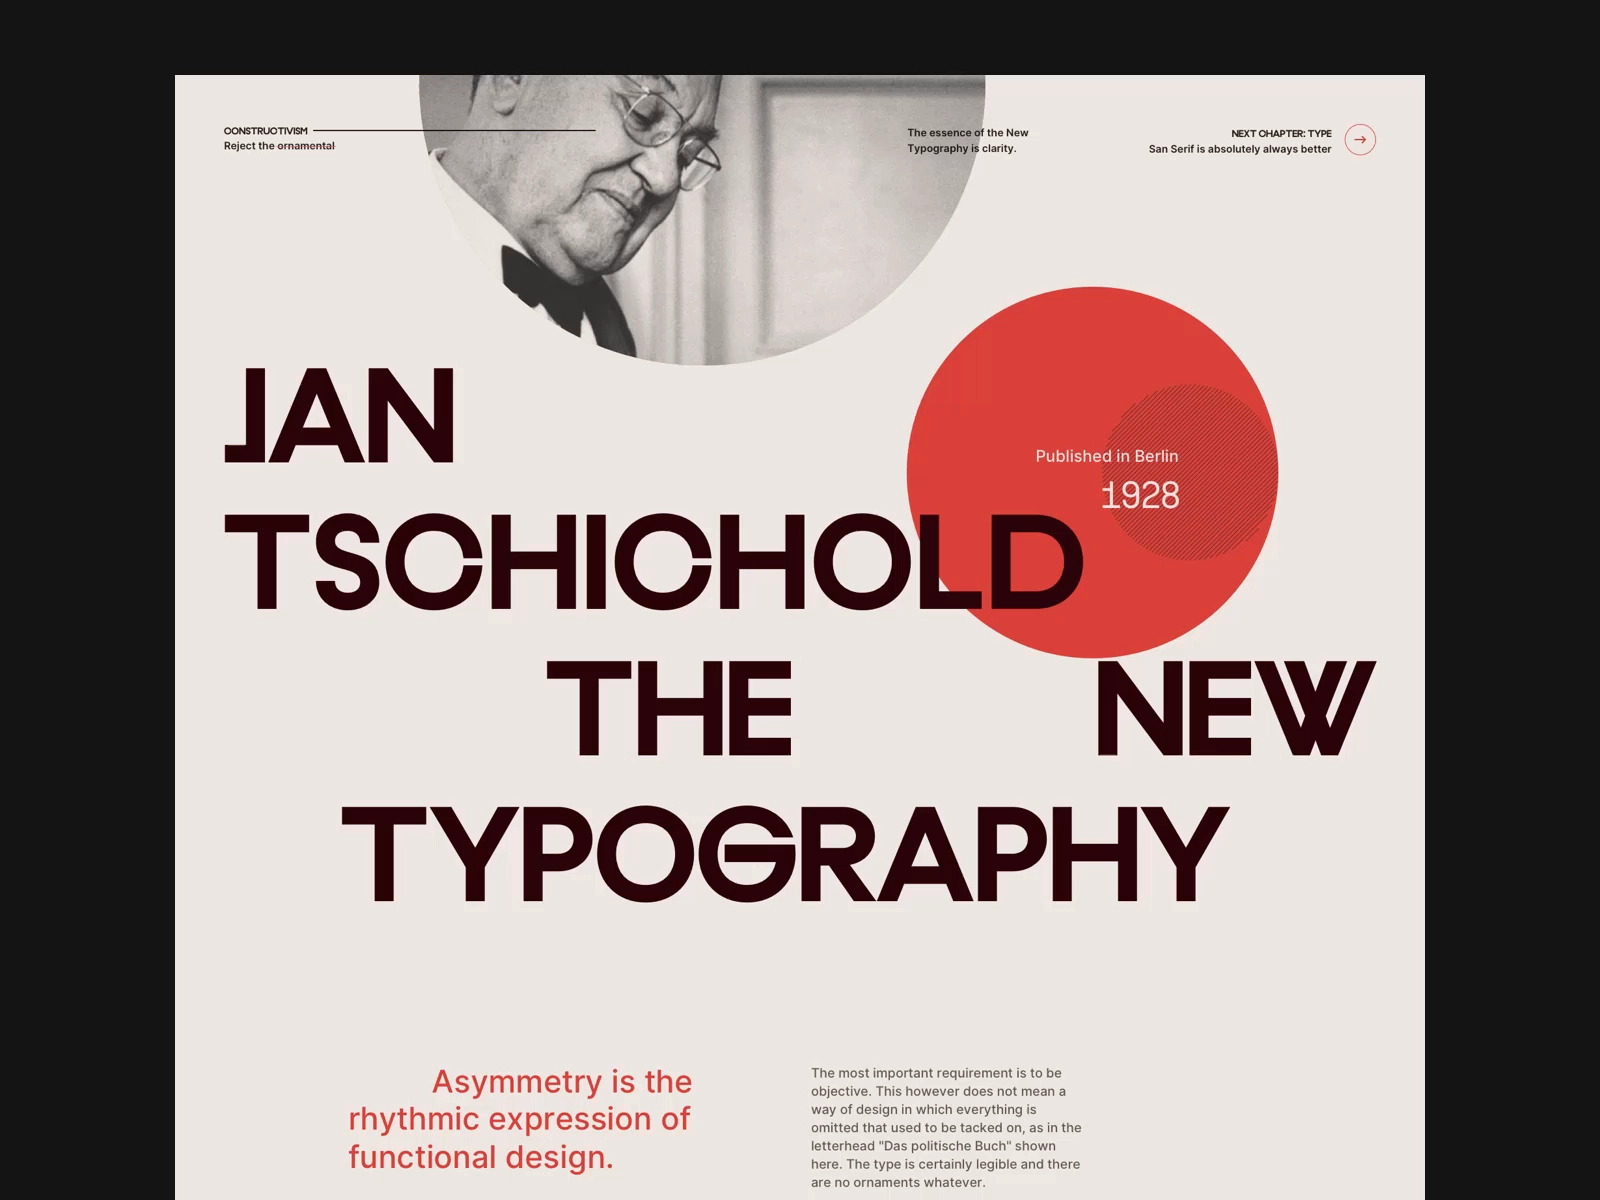 CONSTRUCTIVISM
Reject the ornamental
The essence of the New
Typography is clarity.
NEXT CHAPTER: TYPE
San Serif is absolutely always better
JAN
TSCHICHOLD
Published in Berlin
1928
THE NEW
TYPOGRAPHY
Asymmetry is the
rhythmic expression of
functional design.
The most important requirement is to be
objective. This however does not mean a
way of design in which everything is
omitted that used to be tacked on, as in the
letterhead "Das politische Buch" shown
here. The type is certainly legible and there
are no ornaments whatever.